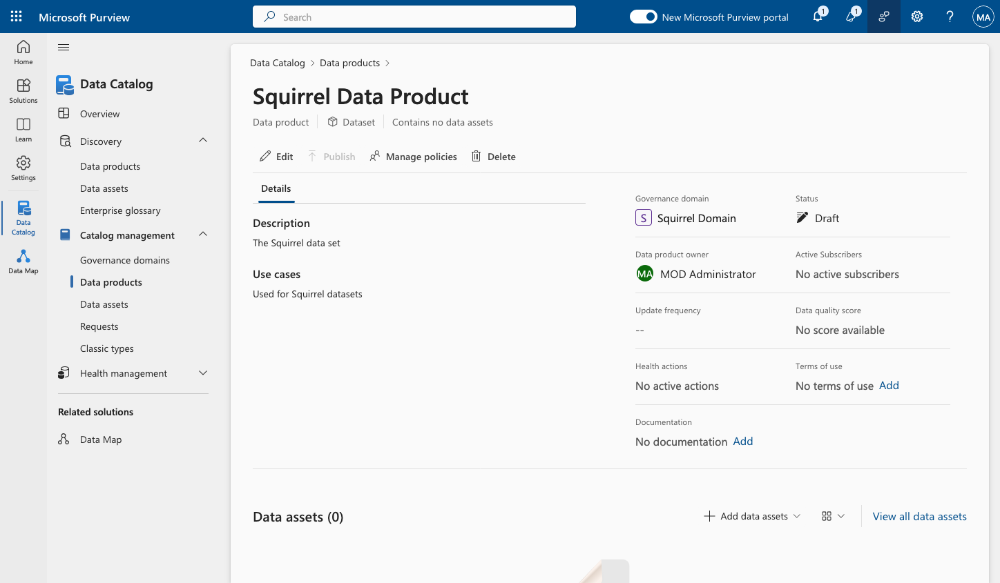 Microsoft Purview
Search
New Microsoft Purview portal
1
1
MA
Home
Solutions
Learn
Settings
Data
Catalog
Data Map
Data Catalog
Overview
Discovery
Data products
Data assets
Enterprise glossary
Catalog management
Governance domains
Data products
Data assets
Requests
Classic types
Health management
Related solutions
Data Map
Data Catalog > Data products >
Squirrel Data Product
Data product
Dataset
Contains no data assets
Edit
Publish
Manage policies
Delete
Details
Description
The Squirrel data set
Use cases
Used for Squirrel datasets
Governance domain
S Squirrel Domain
Status
Draft
Data product owner
MA MOD Administrator
Active Subscribers
No active subscribers
Update frequency
--
Data quality score
No score available
Health actions
No active actions
Terms of use
No terms of use Add
Documentation
No documentation Add
Data assets (0)
Add data assets
View all data assets